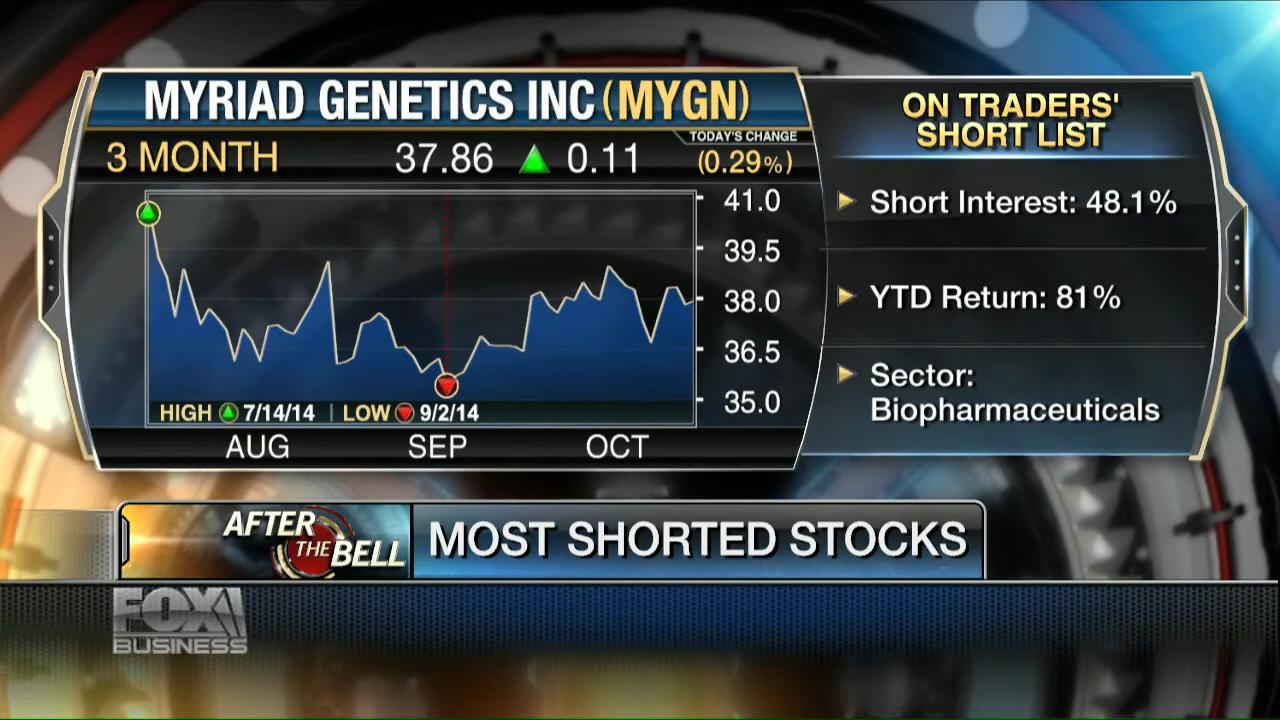 MYRIAD GENETICS INC (MYGN)
TODAY'S CHANGE
3 MONTH 37.86 0.11 (0.29%)
41.0
39.5
38.0
36.5
35.0
HIGH 7/14/14 | LOW 9/2/14
AUG SEP OCT
ON TRADERS'
SHORT LIST
Short Interest: 48.1%
YTD Return: 81%
Sector:
Biopharmaceuticals
AFTER
THE BELL
MOST SHORTED STOCKS
FOX
BUSINESS